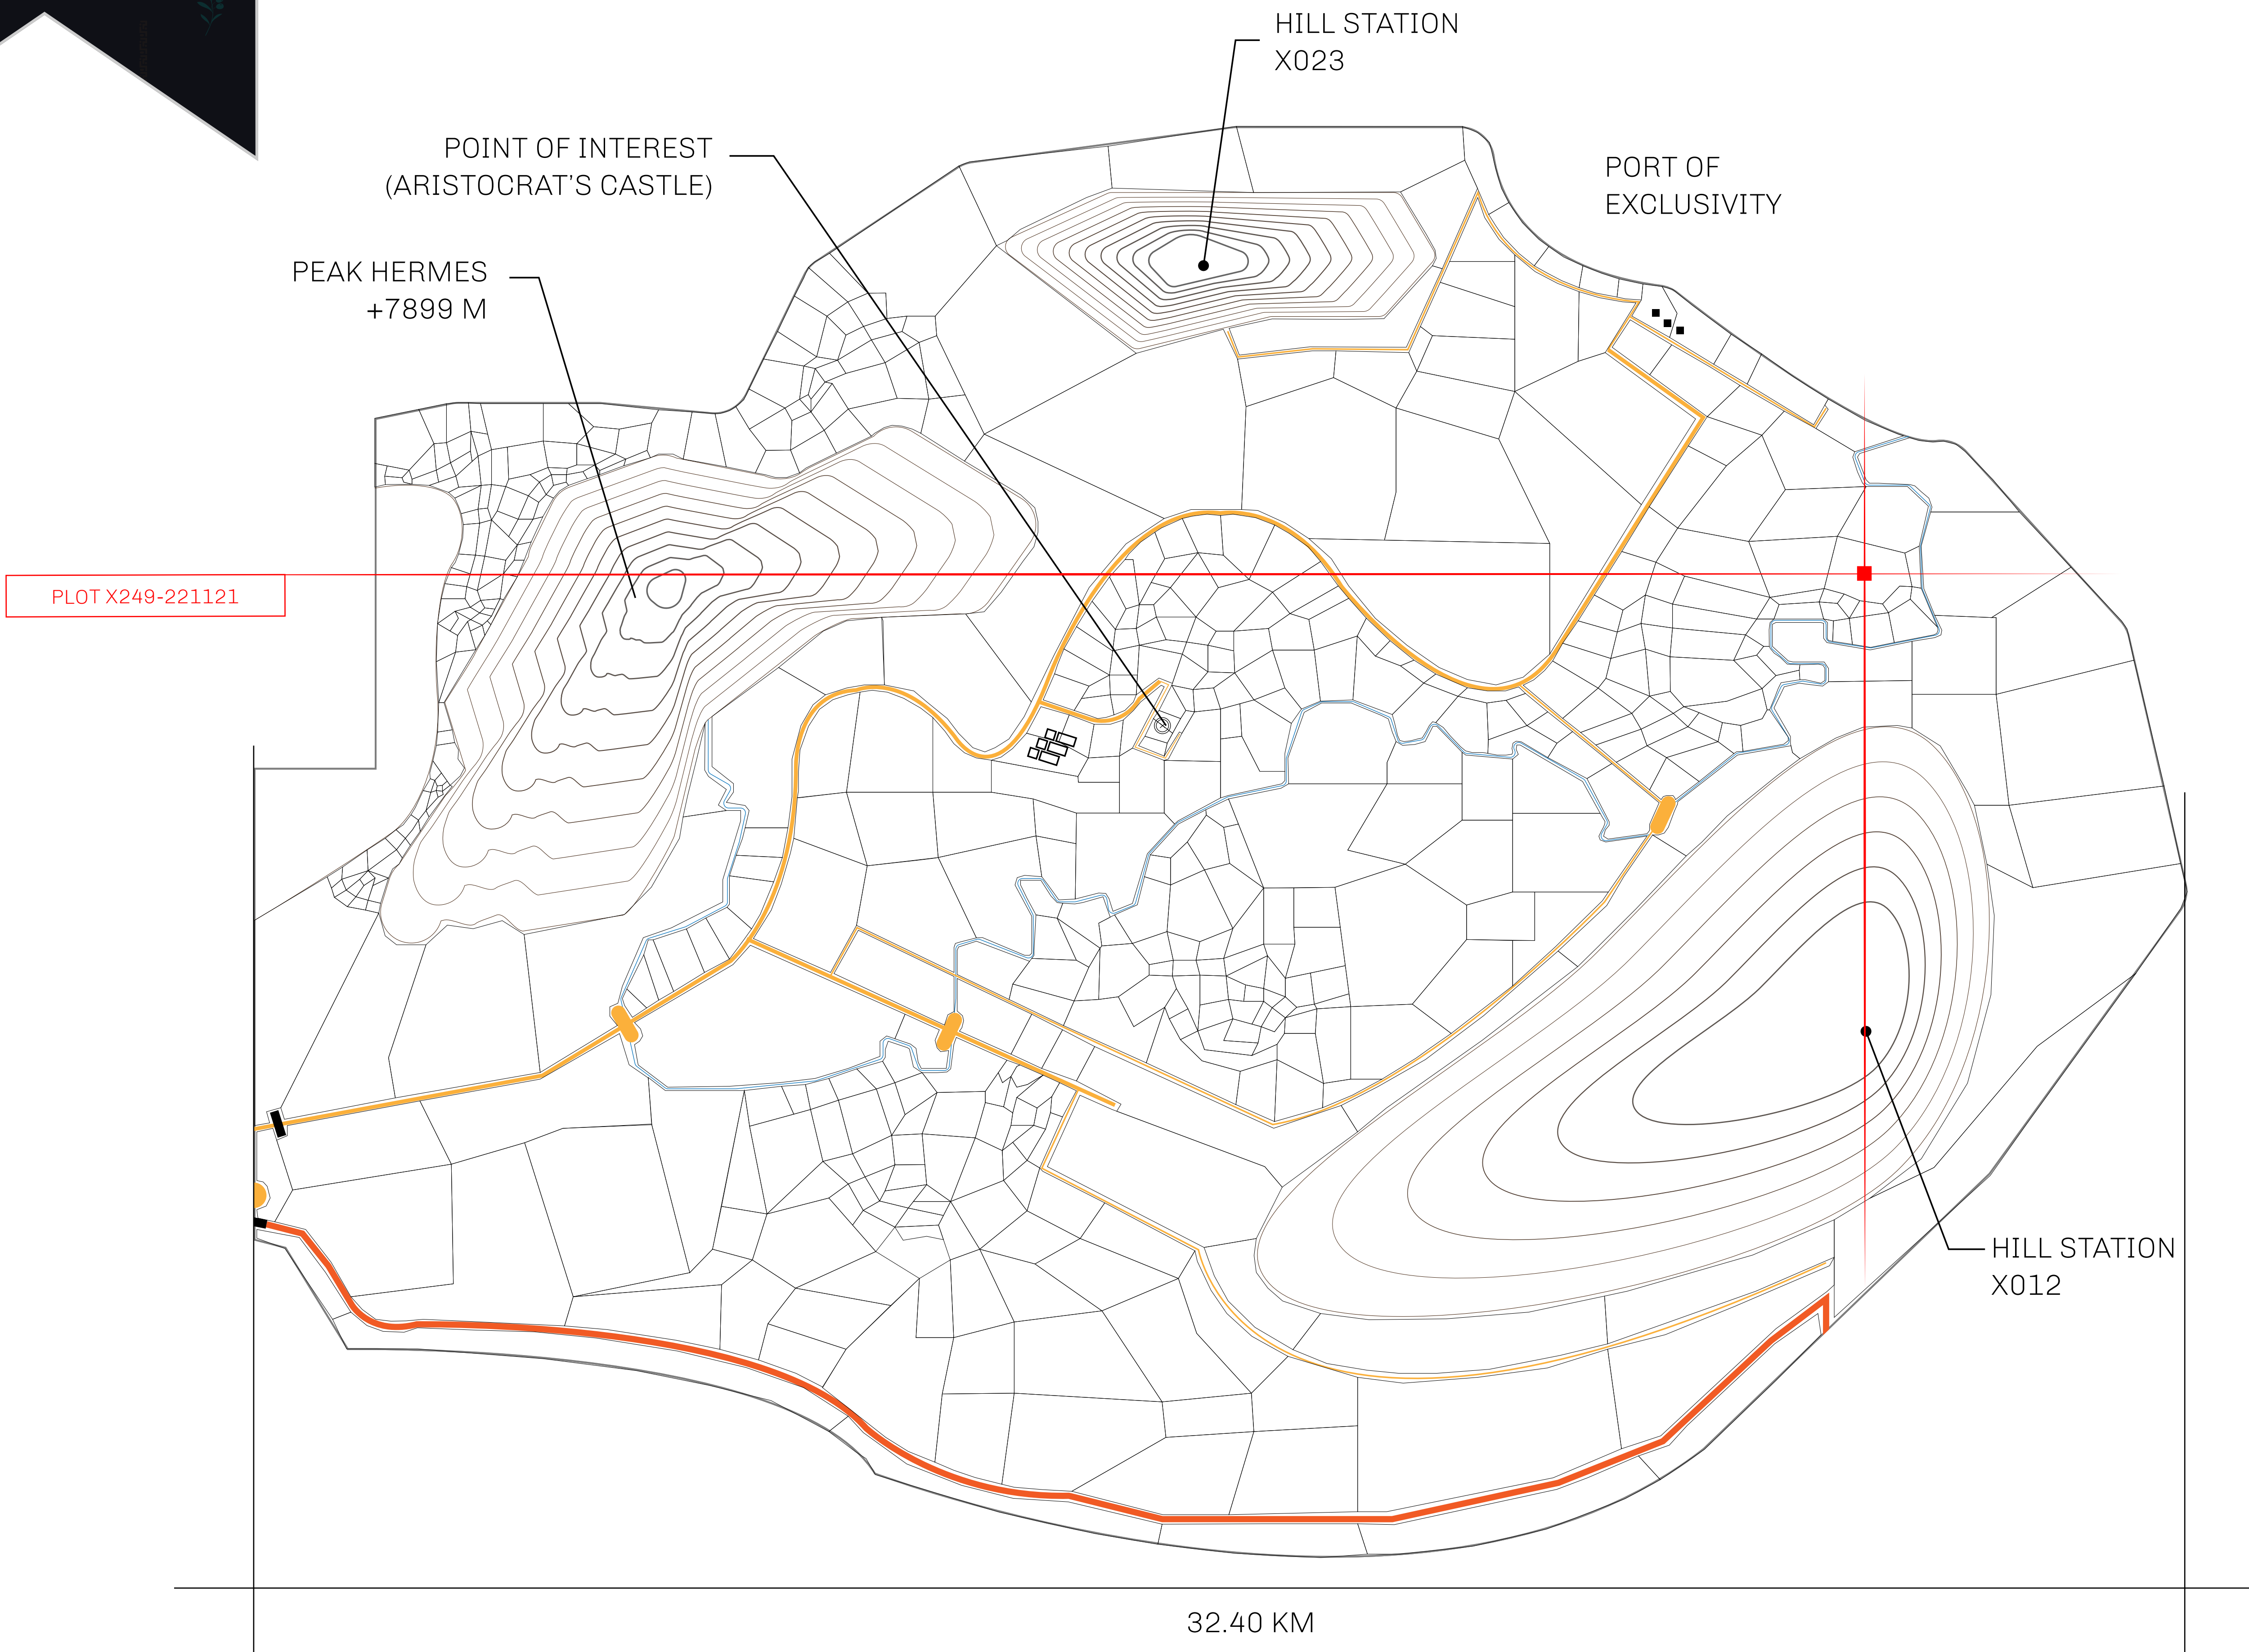 HILL STATION
X023
POINT OF INTEREST
(ARISTOCRAT'S CASTLE)
PORT OF
EXCLUSIVITY
PEAK HERMES
+7899 M
PLOT X249-221121
HILL STATION
X012
32.40 KM